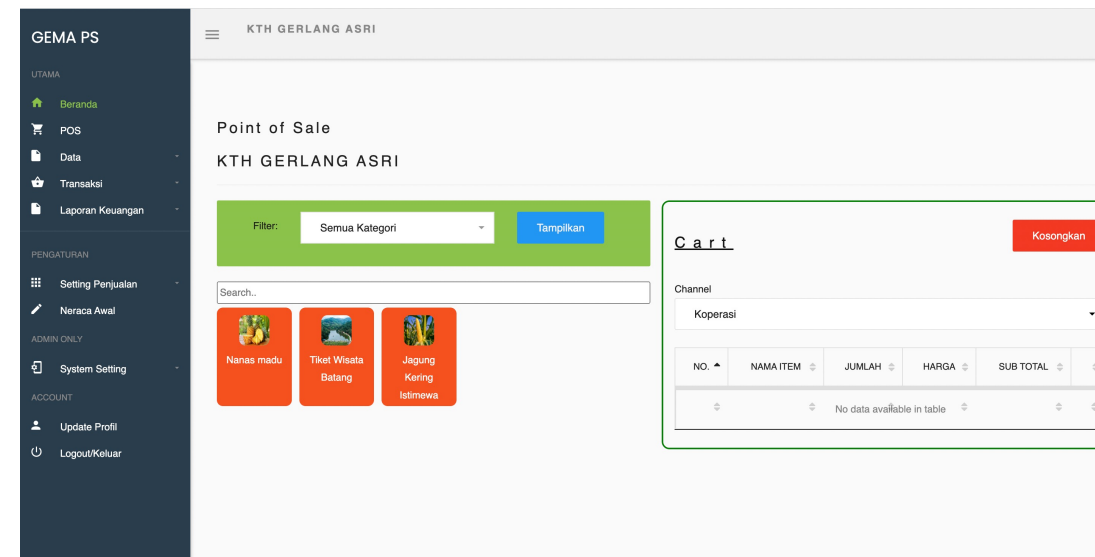 GEMA PS
KTH GERLANG ASRI
UTAMA
Beranda
POS
Data
Transaksi
Laporan Keuangan
PENGATURAN
Setting Penjualan
Neraca Awal
ADMIN ONLY
System Setting
ACCOUNT
Update Profil
Logout/Keluar
Point of Sale
KTH GERLANG ASRI
Filter:
Semua Kategori
Tampilkan
Search..
Nanas madu
Tiket Wisata
Batang
Jagung
Kering
Istimewa
Cart
Kosongkan
Channel
Koperasi
NO. NAMA ITEM JUMLAH HARGA SUB TOTAL
No data available in table